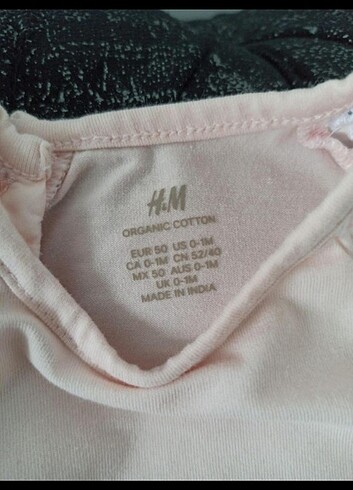 H&M
ORGANIC COTTON
EUR 50 US 0-1M
CA 0-1M CN 52/40
MX 50 AUS 0-1M
UK 0-1M
MADE IN INDIA